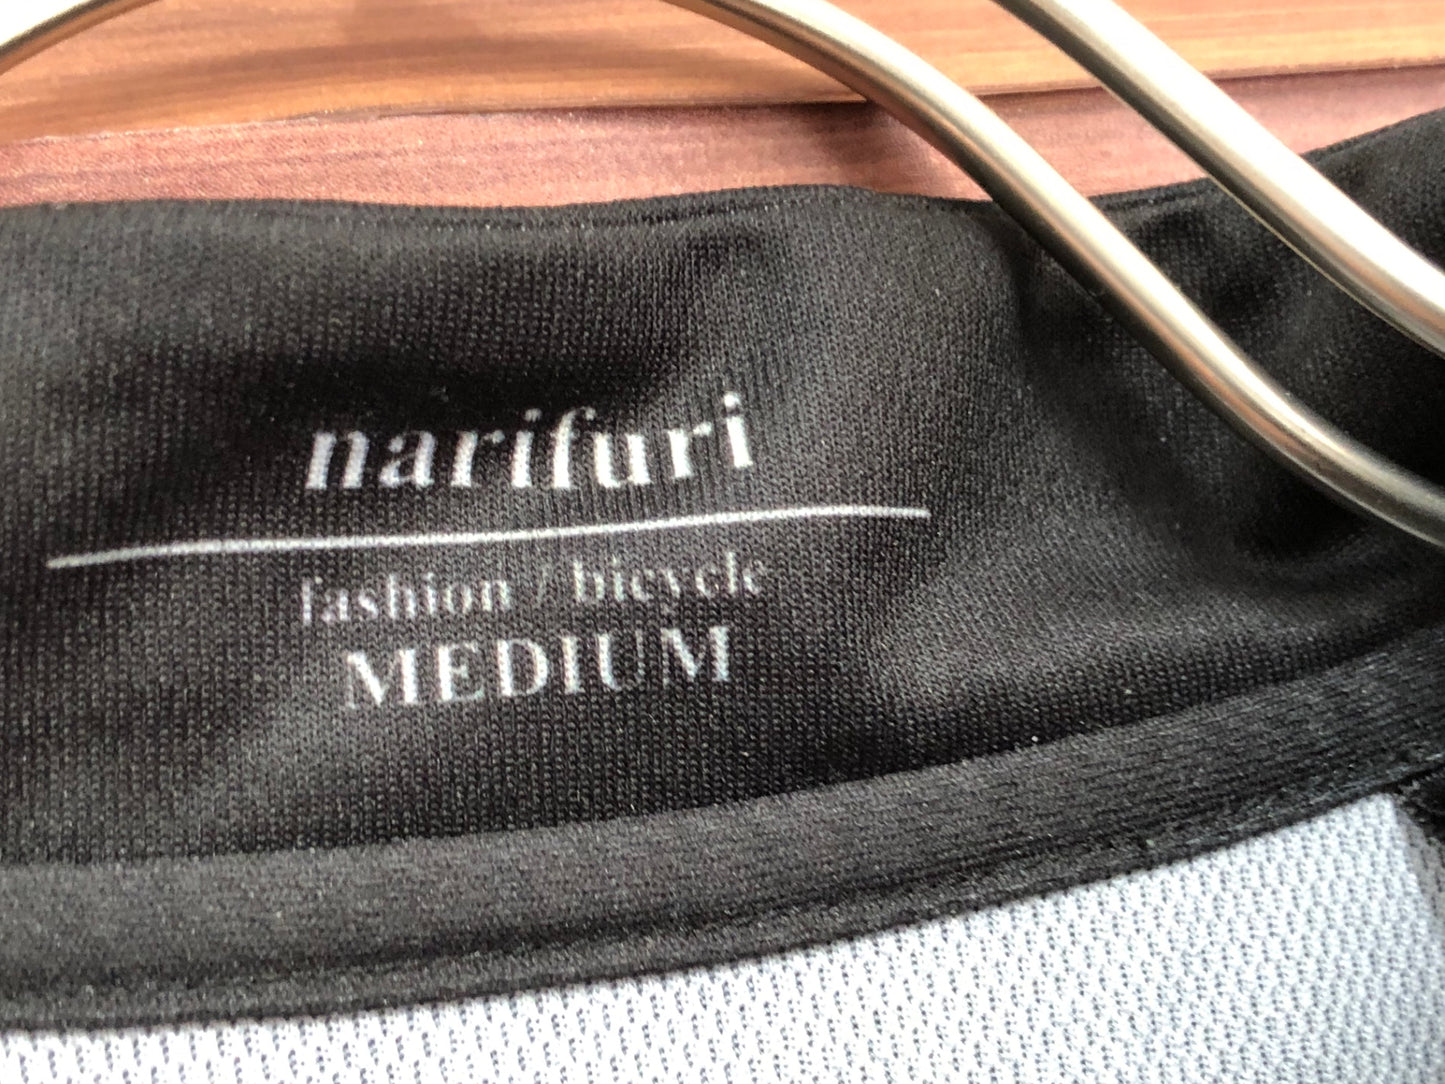 narifuri
fashion / bicycle
MEDIUM